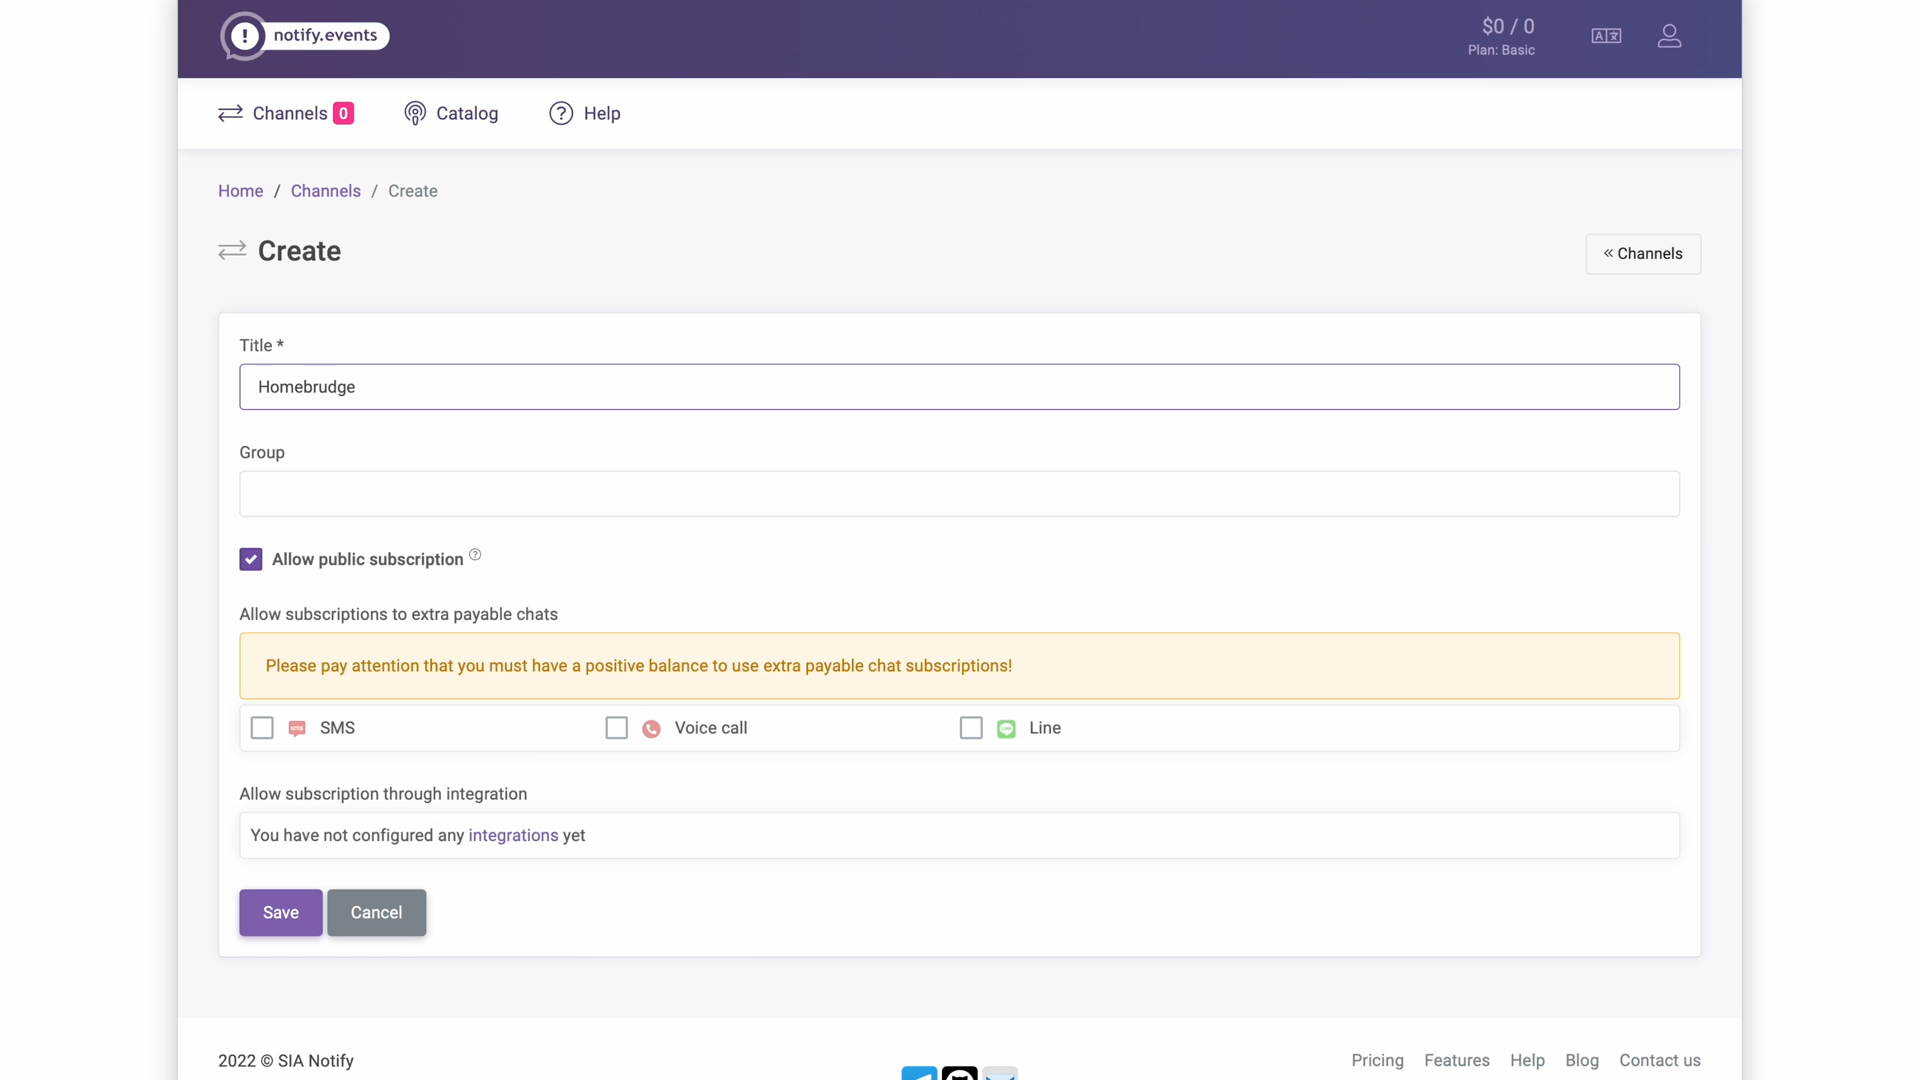 notify.events
$0 / 0
Plan: Basic
Channels 0
Catalog
Help
Home / Channels / Create
Create
« Channels
Title *
Homebrudge
Group
Allow public subscription
Allow subscriptions to extra payable chats
Please pay attention that you must have a positive balance to use extra payable chat subscriptions!
SMS
Voice call
Line
Allow subscription through integration
You have not configured any integrations yet
Save
Cancel
2022 © SIA Notify
Pricing
Features
Help
Blog
Contact us